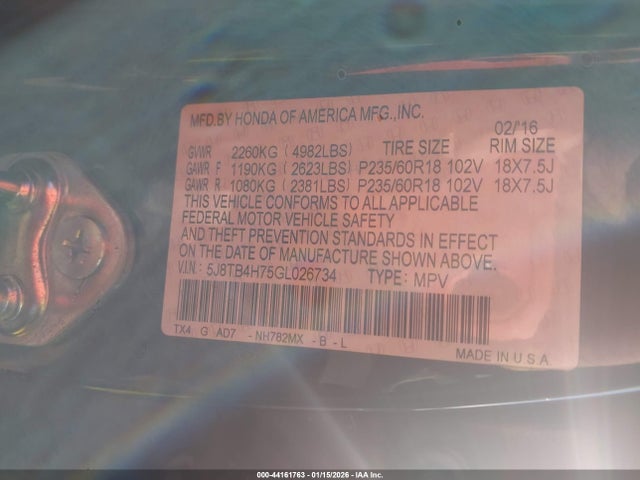 MFD.BY HONDA OF AMERICA MFG.,INC.
02/'16
GVWR 2260KG ( 4982LBS) TIRE SIZE RIM SIZE
GAWR F 1190KG ( 2623LBS) P235/60R18 102V 18X7.5J
GAWR R 1080KG ( 2381LBS) P235/60R18 102V 18X7.5J
THIS VEHICLE CONFORMS TO ALL APPLICABLE
FEDERAL MOTOR VEHICLE SAFETY
AND THEFT PREVENTION STANDARDS IN EFFECT
ON THE DATE OF MANUFACTURE SHOWN ABOVE.
V.I.N.: 5J8TB4H75GL026734 TYPE: MPV
TX4 G AD7 -NH782MX -B -L
MADE IN U.S.A.
000-44161763 - 01/15/2026 - IAA Inc.